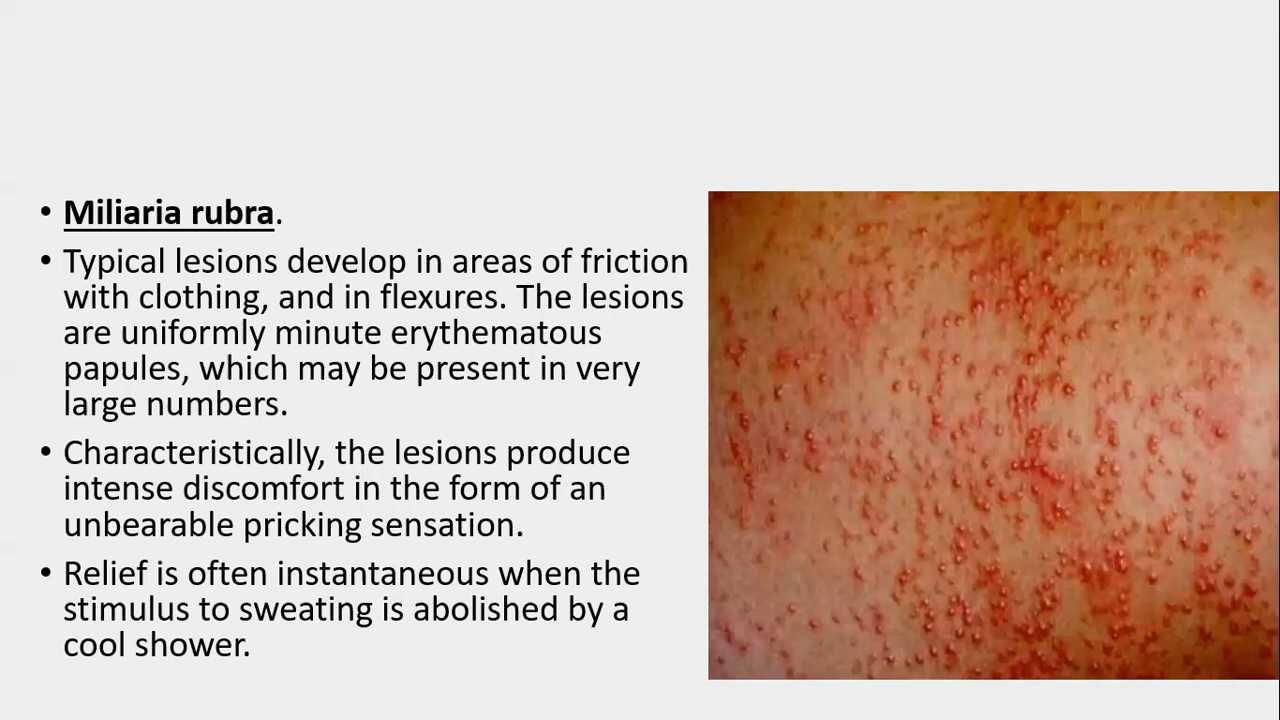 • Miliaria rubra.
• Typical lesions develop in areas of friction
with clothing, and in flexures. The lesions
are uniformly minute erythematous
papules, which may be present in very
large numbers.
• Characteristically, the lesions produce
intense discomfort in the form of an
unbearable pricking sensation.
• Relief is often instantaneous when the
stimulus to sweating is abolished by a
cool shower.